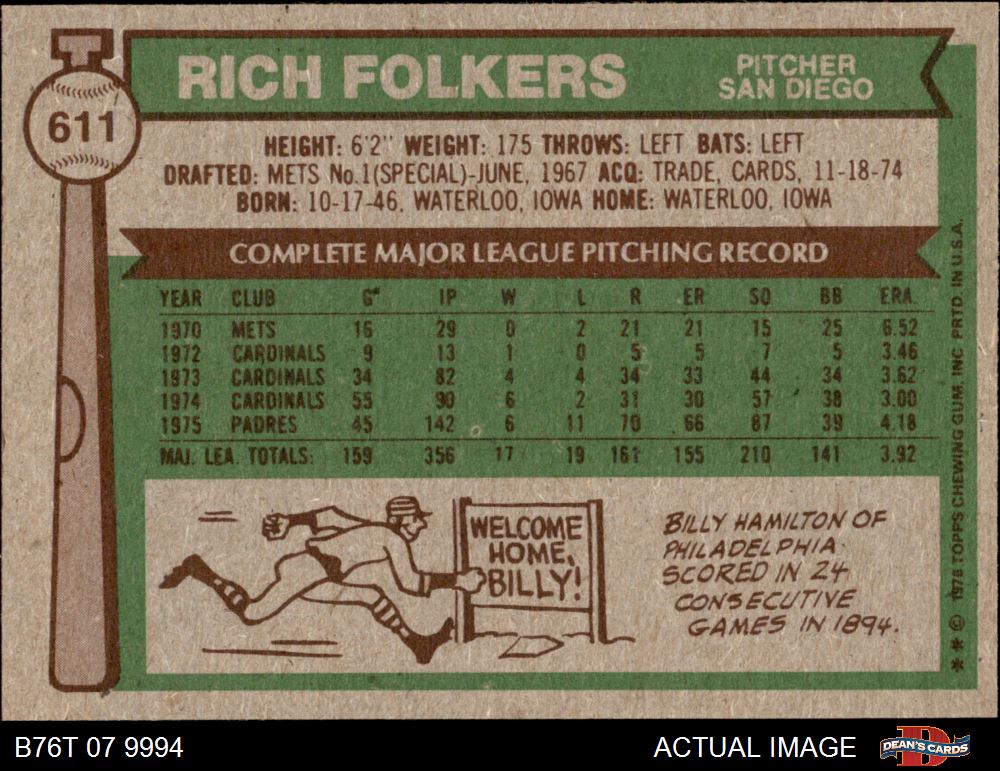 T
611
RICH FOLKERS
PITCHER
SAN DIEGO
HEIGHT: 6'2" WEIGHT: 175 THROWS: LEFT BATS: LEFT
DRAFTED: METS No.1(SPECIAL)-JUNE, 1967 ACQ: TRADE, CARDS, 11-18-74
BORN: 10-17-46, WATERLOO, IOWA HOME: WATERLOO, IOWA
COMPLETE MAJOR LEAGUE PITCHING RECORD
YEAR CLUB G* IP W L R ER SO BB ERA.
1970 METS 16 29 0 2 21 21 15 25 6.52
1972 CARDINALS 9 13 1 0 5 5 7 5 3.46
1973 CARDINALS 34 82 4 4 34 33 44 34 3.62
1974 CARDINALS 55 90 6 2 31 30 57 38 3.00
1975 PADRES 45 142 6 11 70 66 87 39 4.18
MAJ. LEA. TOTALS: 159 356 17 19 161 155 210 141 3.92
WELCOME
HOME,
BILLY!
BILLY HAMILTON OF
PHILADELPHIA
SCORED IN 24
CONSECUTIVE
GAMES IN 1894.
** © 1976 TOPPS CHEWING GUM, INC PRTD. IN U.S.A.
B76T 07 9994
ACTUAL IMAGE
DEAN'S CARDS